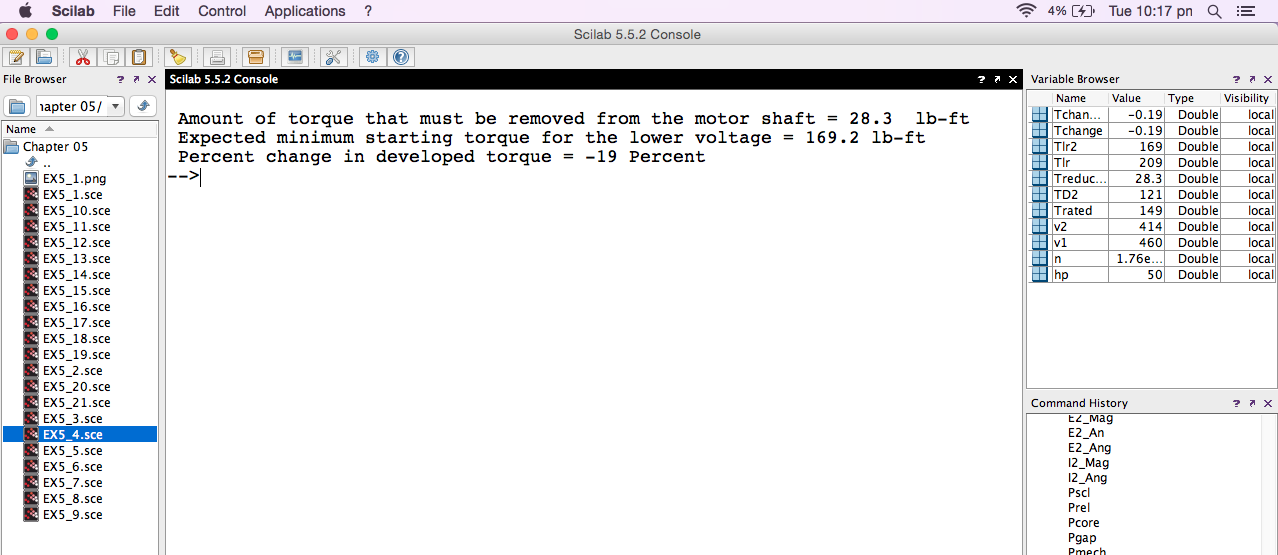 Scilab File Edit Control Applications ? 4% Tue 10:17 pn
Scilab 5.5.2 Console
File Browser ? ↗ ×
Scilab 5.5.2 Console ? ↗ ×
Variable Browser ? ↗ ×
hapter 05/
Name
Chapter 05
..
EX5_1.png
EX5_1.sce
EX5_10.sce
EX5_11.sce
EX5_12.sce
EX5_13.sce
EX5_14.sce
EX5_15.sce
EX5_16.sce
EX5_17.sce
EX5_18.sce
EX5_19.sce
EX5_2.sce
EX5_20.sce
EX5_21.sce
EX5_3.sce
EX5_4.sce
EX5_5.sce
EX5_6.sce
EX5_7.sce
EX5_8.sce
EX5_9.sce
Amount of torque that must be removed from the motor shaft = 28.3  lb-ft
Expected minimum starting torque for the lower voltage = 169.2 lb-ft
Percent change in developed torque = -19 Percent
-->
Name Value Type Visibility
Tchan... -0.19 Double local
Tchange -0.19 Double local
Tlr2 169 Double local
Tlr 209 Double local
Treduc... 28.3 Double local
TD2 121 Double local
Trated 149 Double local
v2 414 Double local
v1 460 Double local
n 1.76e... Double local
hp 50 Double local
Command History ? ↗ ×
E2_Mag
E2_An
E2_Ang
I2_Mag
I2_Ang
Pscl
Prel
Pcore
Pgap
Pmech